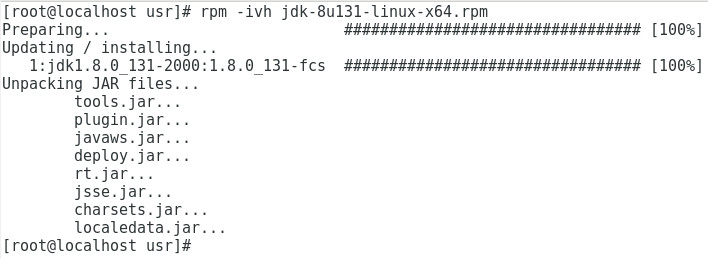 [root@localhost usr]# rpm -ivh jdk-8u131-linux-x64.rpm
Preparing... ################################# [100%]
Updating / installing...
1:jdk1.8.0_131-2000:1.8.0_131-fcs ################################# [100%]
Unpacking JAR files...
tools.jar...
plugin.jar...
javaws.jar...
deploy.jar...
rt.jar...
jsse.jar...
charsets.jar...
localedata.jar...
[root@localhost usr]#